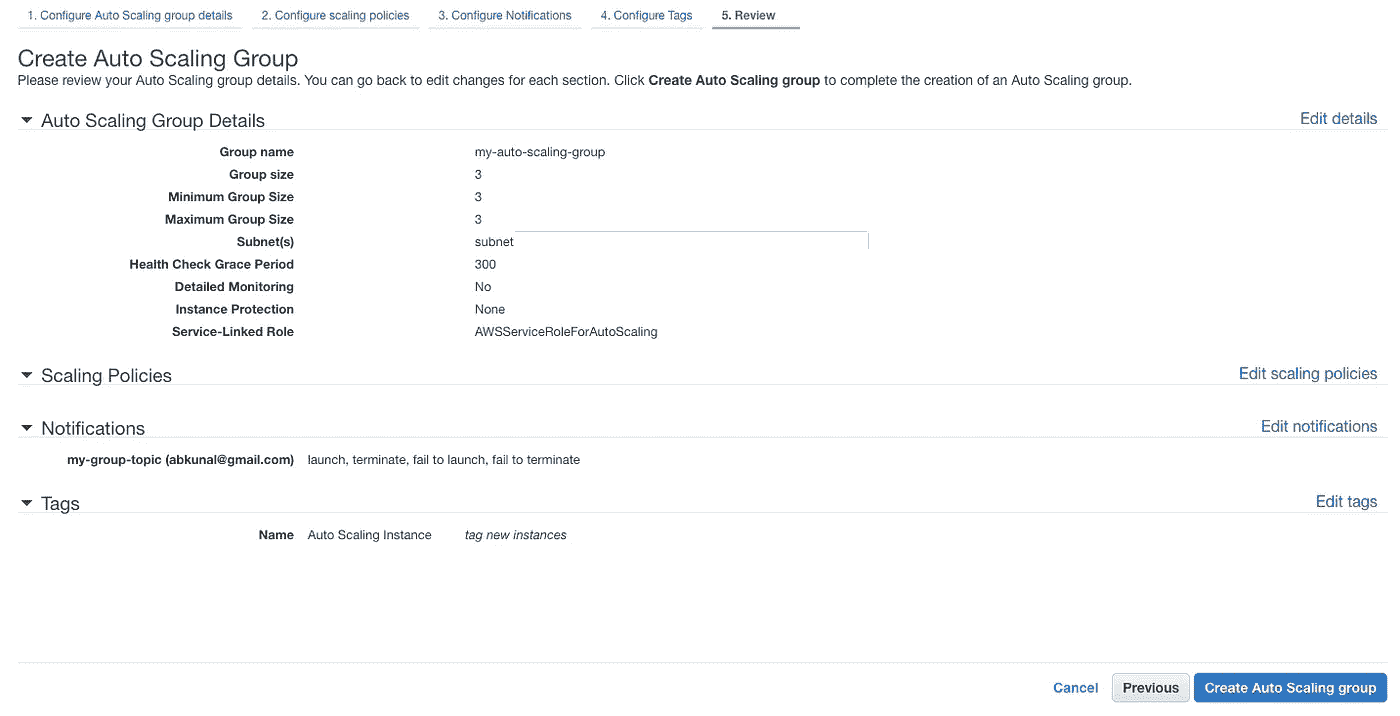 1. Configure Auto Scaling group details 2. Configure scaling policies 3. Configure Notifications 4. Configure Tags 5. Review
Create Auto Scaling Group
Please review your Auto Scaling group details. You can go back to edit changes for each section. Click Create Auto Scaling group to complete the creation of an Auto Scaling group.
Auto Scaling Group Details Edit details
Group name my-auto-scaling-group
Group size 3
Minimum Group Size 3
Maximum Group Size 3
Subnet(s) subnet
Health Check Grace Period 300
Detailed Monitoring No
Instance Protection None
Service-Linked Role AWSServiceRoleForAutoScaling
Scaling Policies Edit scaling policies
Notifications Edit notifications
my-group-topic (abkunal@gmail.com) launch, terminate, fail to launch, fail to terminate
Tags Edit tags
Name Auto Scaling Instance tag new instances
Cancel Previous Create Auto Scaling group